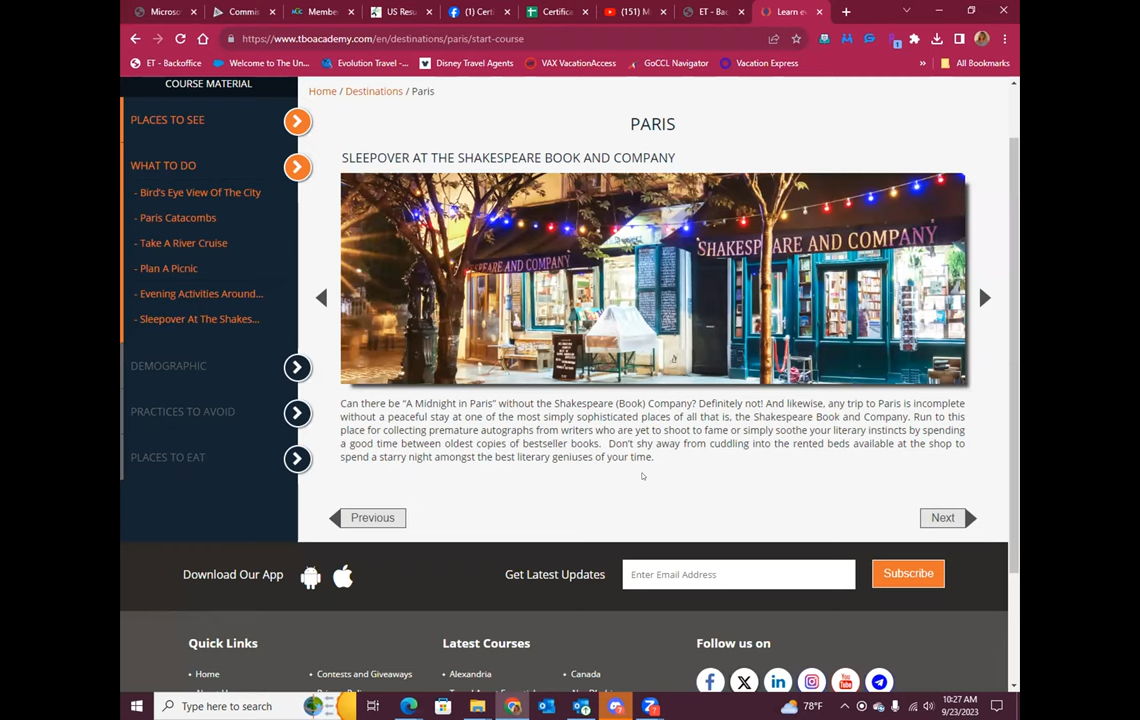 Microso
Commis
Membe
US Resu
(1) Certi
Certifica
(151) M
ET - Bac
Learn ev
https://www.tboacademy.com/en/destinations/paris/start-course
ET - Backoffice
Welcome to The Un...
Evolution Travel -...
Disney Travel Agents
VAX VacationAccess
GoCCL Navigator
Vacation Express
»
All Bookmarks
COURSE MATERIAL
PLACES TO SEE
WHAT TO DO
- Bird's Eye View Of The City
- Paris Catacombs
- Take A River Cruise
- Plan A Picnic
- Evening Activities Around...
- Sleepover At The Shakes...
DEMOGRAPHIC
PRACTICES TO AVOID
PLACES TO EAT
Home / Destinations / Paris
PARIS
SLEEPOVER AT THE SHAKESPEARE BOOK AND COMPANY
SHAKESPEARE AND COMPANY
Can there be “A Midnight in Paris” without the Shakespeare (Book) Company? Definitely not! And likewise, any trip to Paris is incomplete
without a peaceful stay at one of the most simply sophisticated places of all that is, the Shakespeare Book and Company. Run to this
place for collecting premature autographs from writers who are yet to shoot to fame or simply soothe your literary instincts by spending
a good time between oldest copies of bestseller books. Don't shy away from cuddling into the rented beds available at the shop to
spend a starry night amongst the best literary geniuses of your time.
Previous
Next
Download Our App
Get Latest Updates
Enter Email Address
Subscribe
Quick Links
Latest Courses
Follow us on
• Home
• Contests and Giveaways
• Alexandria
• Canada
Type here to search
78°F
10:27 AM
9/23/2023